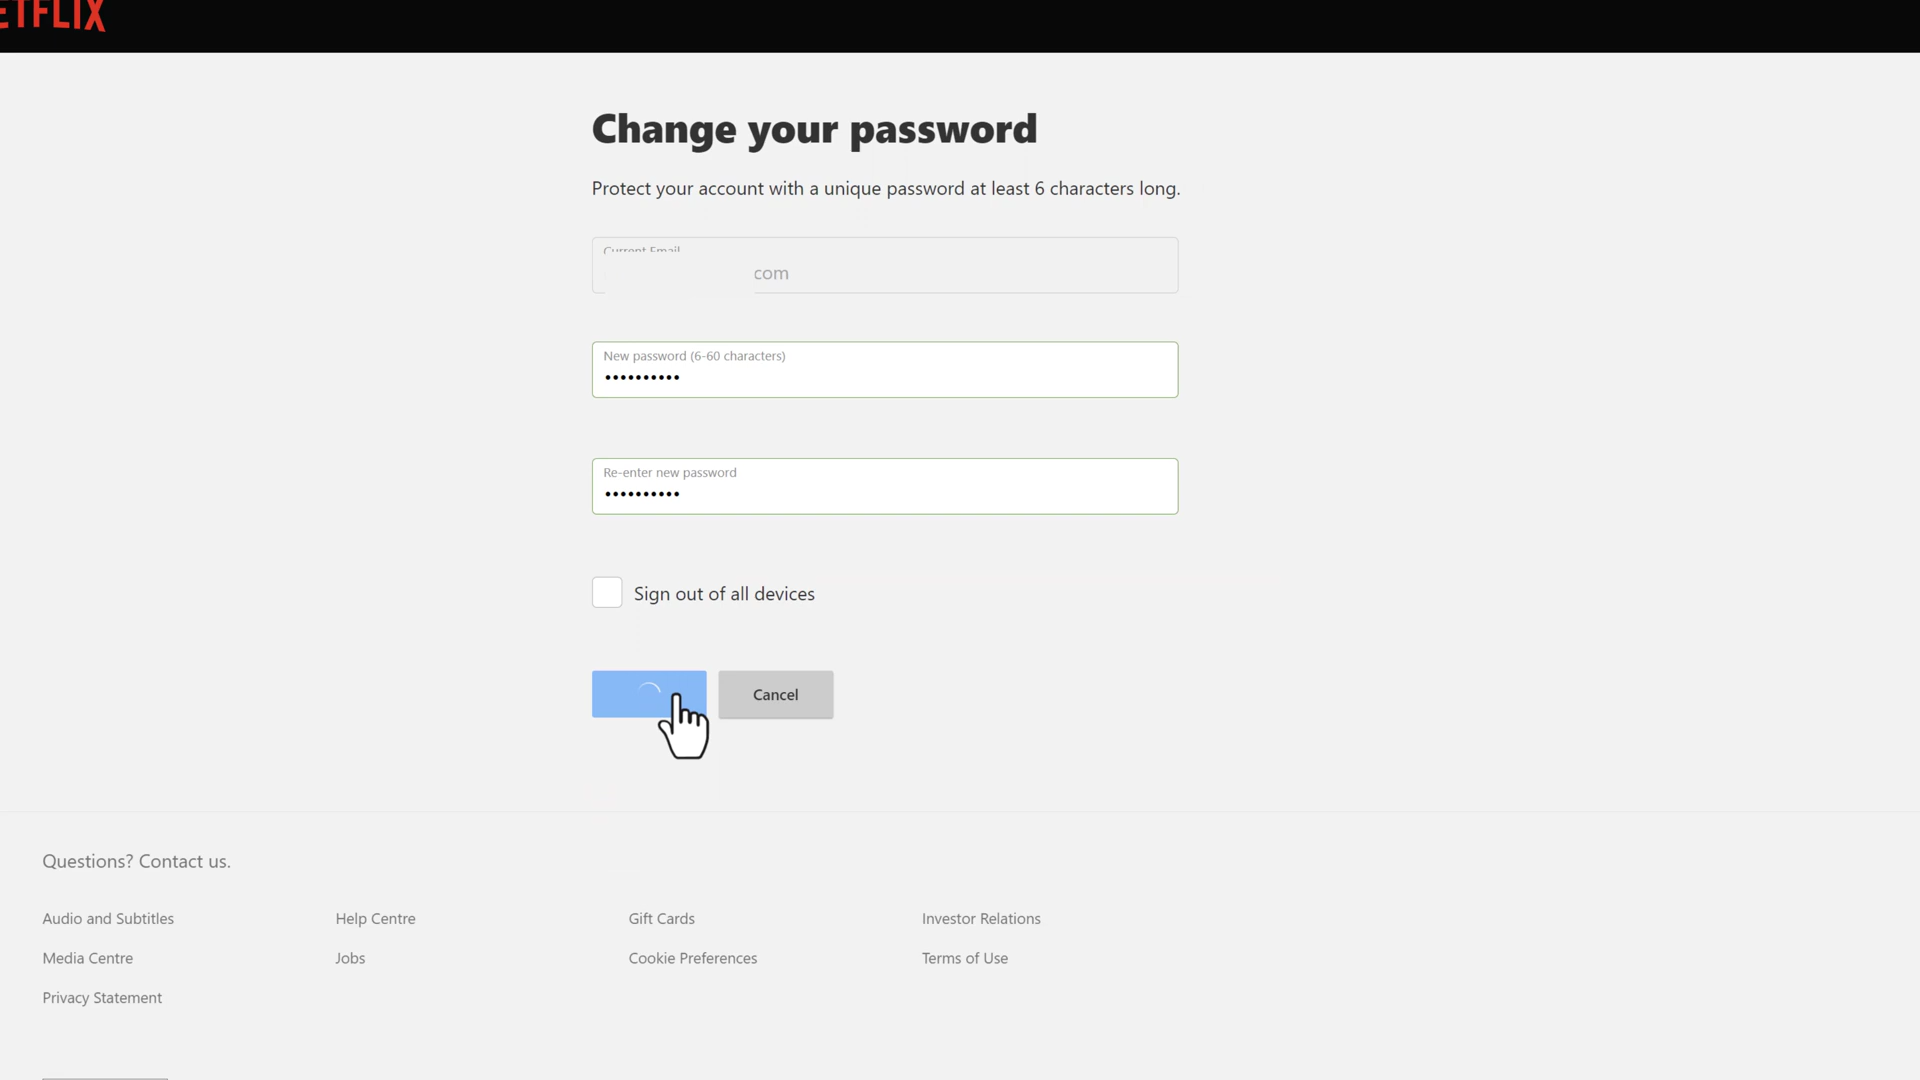 ETFLIX
Change your password
Protect your account with a unique password at least 6 characters long.
Current Email
com
New password (6-60 characters)
••••••••••
Re-enter new password
••••••••••
Sign out of all devices
Cancel
Questions? Contact us.
Audio and Subtitles Help Centre Gift Cards Investor Relations
Media Centre Jobs Cookie Preferences Terms of Use
Privacy Statement